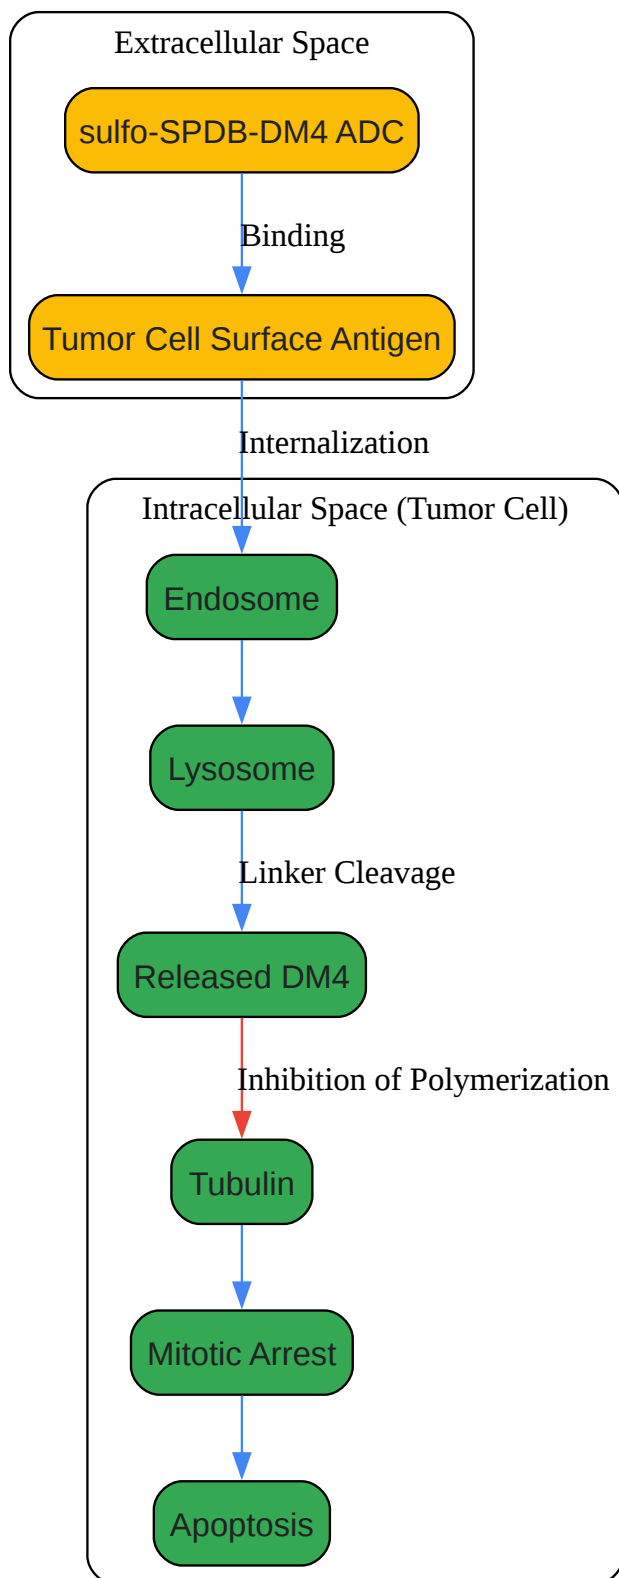 Extracellular Space
sulfo-SPDB-DM4 ADC
Binding
Tumor Cell Surface Antigen
Internalization
Intracellular Space (Tumor Cell)
Endosome
Lysosome
Linker Cleavage
Released DM4
Inhibition of Polymerization
Tubulin
Mitotic Arrest
Apoptosis